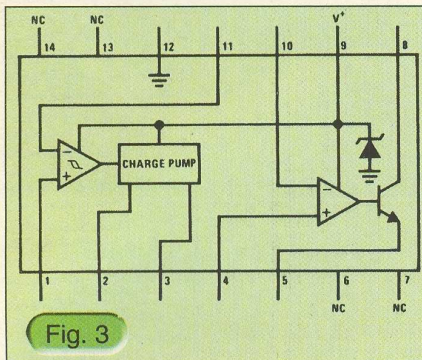 NC NC V+
14 13 12 11 10 9 8
− −
CHARGE PUMP
+ +
1 2 3 4 5 6 7
NC NC
Fig. 3